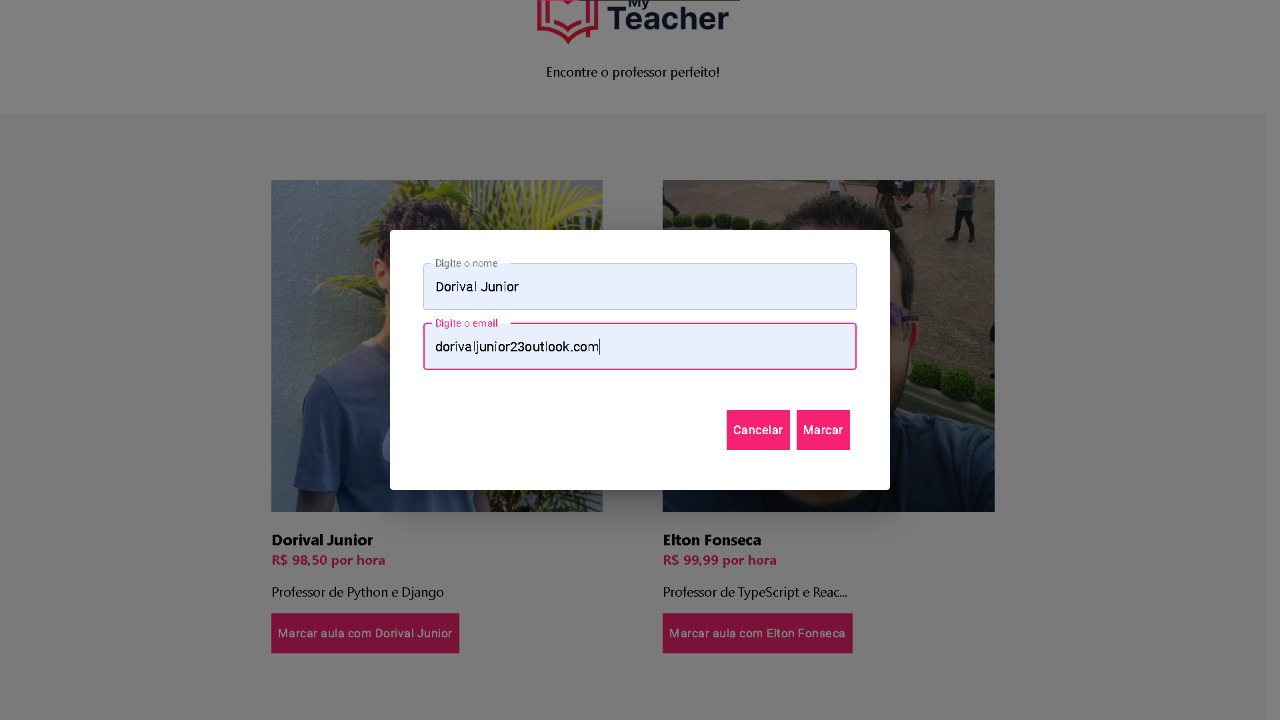 My
Teacher
Encontre o professor perfeito!
Digite o nome
Dorival Junior
Digite o email
dorivaljunior23outlook.com
Cancelar
Marcar
Dorival Junior
R$ 98,50 por hora
Professor de Python e Django
Marcar aula com Dorival Junior
Elton Fonseca
R$ 99,99 por hora
Professor de TypeScript e Reac...
Marcar aula com Elton Fonseca